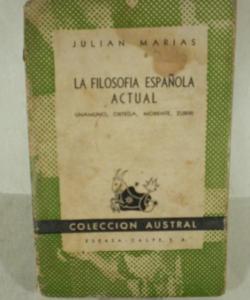 JULIAN MARIAS
LA FILOSOFIA ESPAÑOLA
ACTUAL
UNAMUNO, ORTEGA, MORENTE, ZUBIRI
COLECCION AUSTRAL
ESPASA-CALPE, S. A.